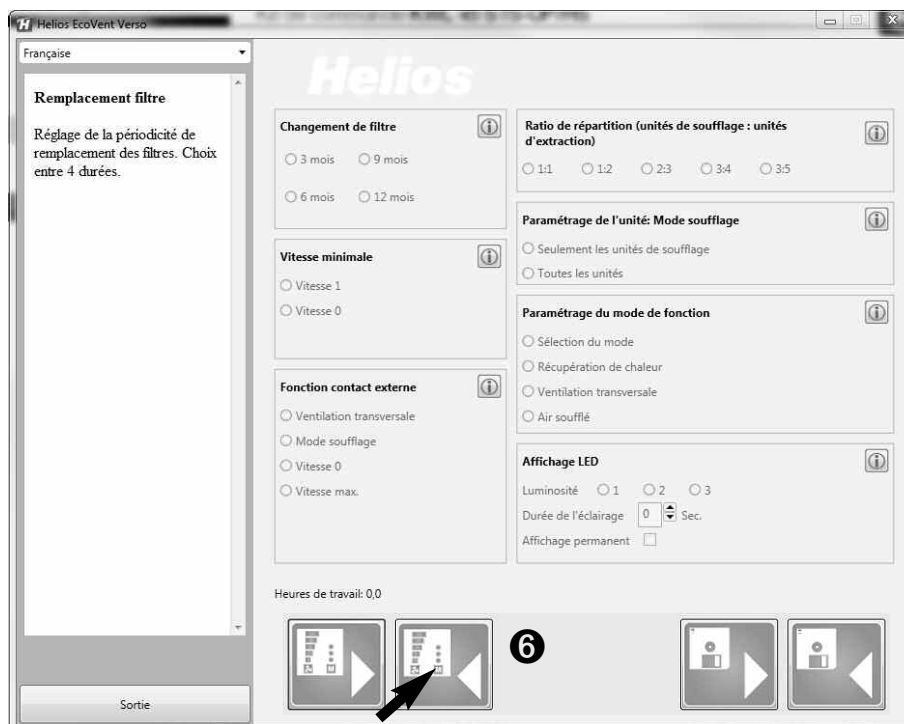 Helios EcoVent Verso
Française
Remplacement filtre
Réglage de la périodicité de
remplacement des filtres. Choix
entre 4 durées.
Sortie
Helios
Changement de filtre
3 mois 9 mois
6 mois 12 mois
Vitesse minimale
Vitesse 1
Vitesse 0
Fonction contact externe
Ventilation transversale
Mode soufflage
Vitesse 0
Vitesse max.
Ratio de répartition (unités de soufflage : unités
d'extraction)
1:1 1:2 2:3 3:4 3:5
Paramétrage de l'unité: Mode soufflage
Seulement les unités de soufflage
Toutes les unités
Paramétrage du mode de fonction
Sélection du mode
Récupération de chaleur
Ventilation transversale
Air soufflé
Affichage LED
Luminosité 1 2 3
Durée de l'éclairage 0 Sec.
Affichage permanent
Heures de travail: 0,0
❻